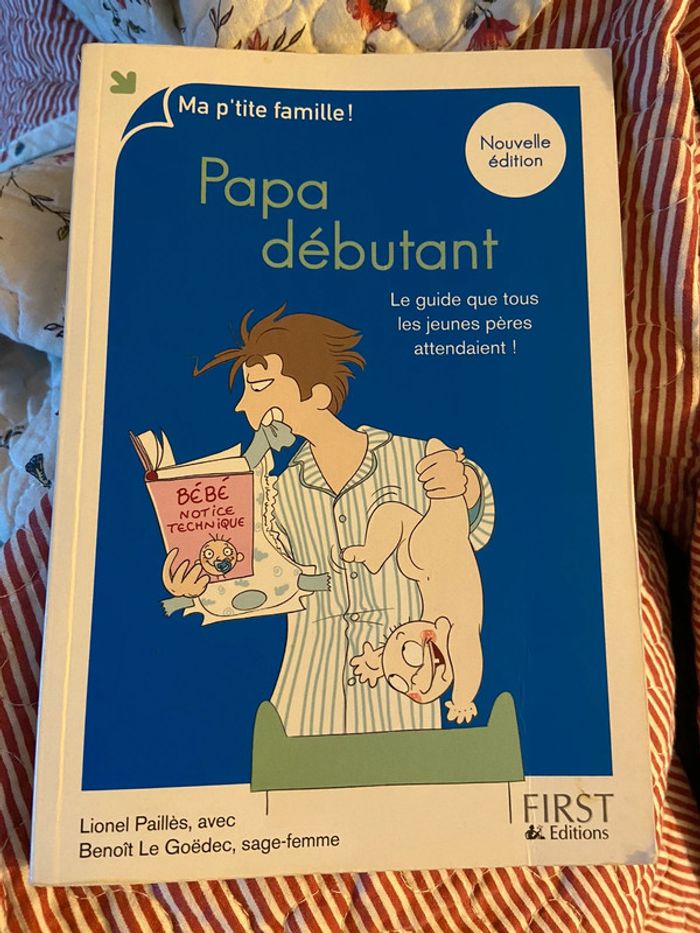 Ma p'tite famille!
Nouvelle
édition
Papa
débutant
Le guide que tous
les jeunes pères
attendaient !
BÉBÉ
NOTICE
TECHNIQUE
Lionel Paillès, avec
Benoît Le Goëdec, sage-femme
FIRST
Editions